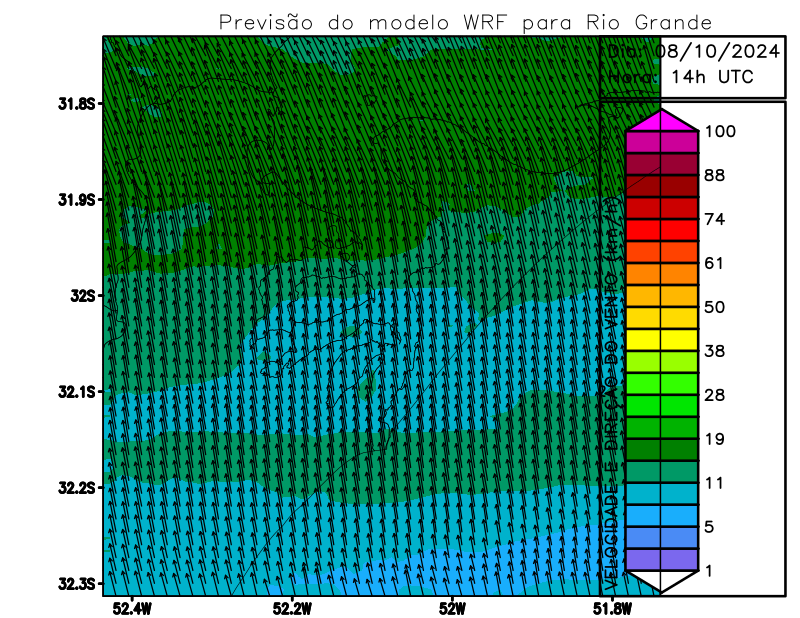 Previsão do modelo WRF para Rio Grande
Dia: 08/10/2024
Hora: 14h UTC
31.8S
31.9S
32S
32.1S
32.2S
32.3S
52.4W
52.2W
52W
51.8W
VELOCIDADE E DIREÇÃO DO VENTO (km/h)
100
88
74
61
50
38
28
19
11
5
1